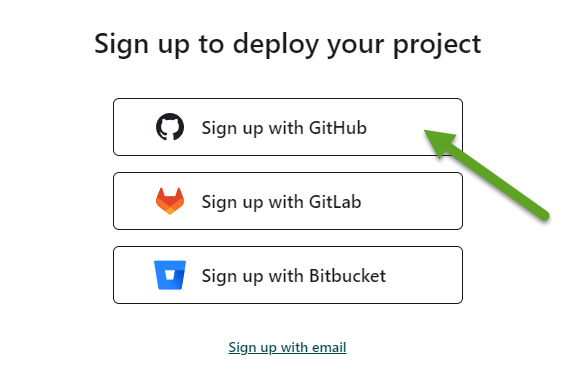 Sign up to deploy your project
Sign up with GitHub
Sign up with GitLab
Sign up with Bitbucket
Sign up with email